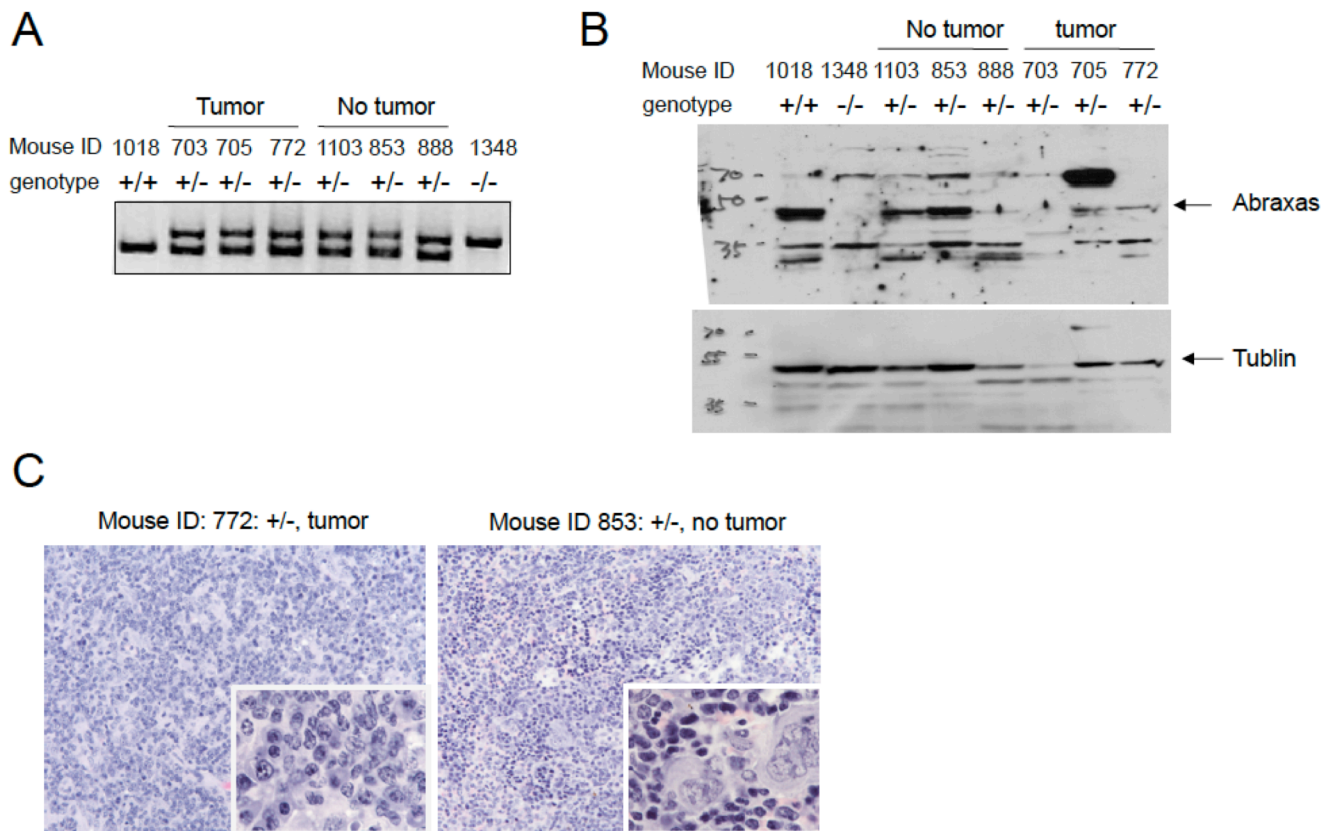 A
Tumor No tumor
Mouse ID 1018 703 705 772 1103 853 888 1348
genotype +/+ +/- +/- +/- +/- +/- +/- -/-
B
No tumor tumor
Mouse ID 1018 1348 1103 853 888 703 705 772
genotype +/+ -/- +/- +/- +/- +/- +/- +/-
70
50
Abraxas
35
70
55
Tublin
35
C
Mouse ID: 772: +/-, tumor Mouse ID 853: +/-, no tumor